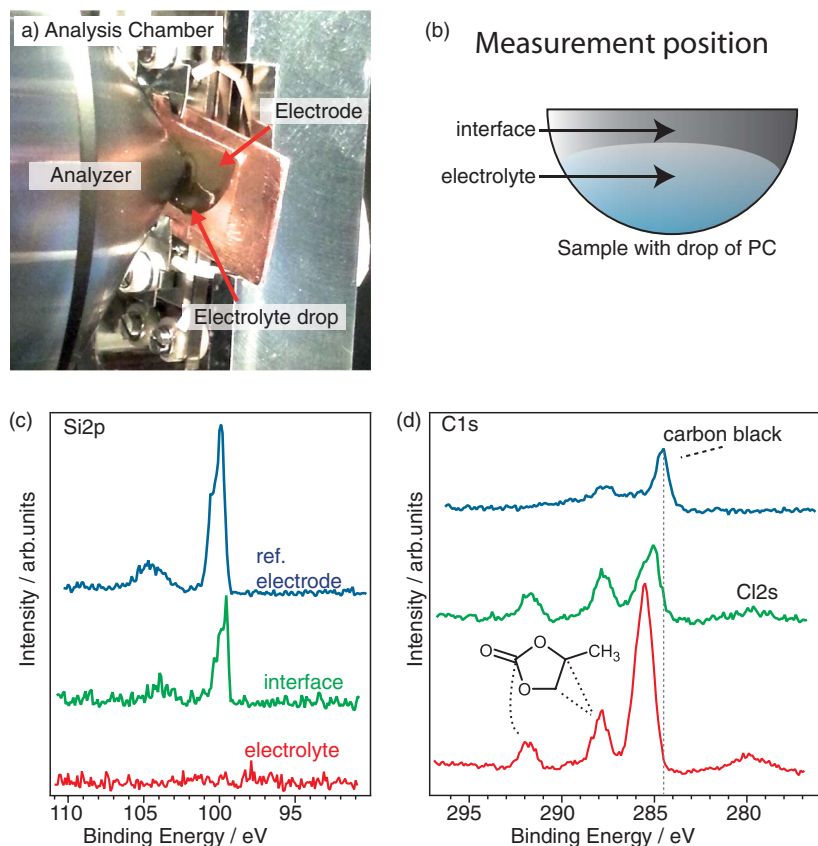 a) Analysis Chamber
Electrode
Analyzer
Electrolyte drop
(b)
Measurement position
interface
electrolyte
Sample with drop of PC
(c)
Si2p
Intensity / arb.units
ref.
electrode
interface
electrolyte
110 105 100 95
Binding Energy / eV
(d)
C1s
carbon black
Intensity / arb.units
Cl2s
O
O
O
CH3
295 290 285 280
Binding Energy / eV